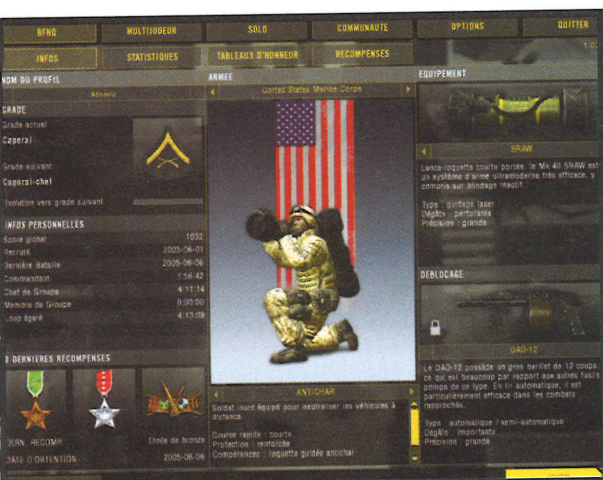 BFHQ
MULTIJOUEUR
SOLO
COMMUNAUTE
OPTIONS
QUITTER
INFOS
STATISTIQUES
TABLEAUX D'HONNEUR
RECOMPENSES
NOM DU PROFIL
GRADE
Grade actuel
Caporal
Grade suivant
Caporal-chef
Evolution vers grade suivant
INFOS PERSONNELLES
Score global 1032
Recruté 2005-06-01
Dernière Bataille 2005-06-06
Commandant 1:56:42
Chef de Groupe 4:11:14
Membre de Groupe 0:00:00
Loup égaré 4:13:08
3 DERNIERES RECOMPENSES
DERN. RECOMP. Etoile de bronze
DATE D'OBTENTION 2005-06-06
ARMEE
United States Marine Corps
ANTICHAR
Soldat lourd équipé pour neutraliser les véhicules à
distance.
Course rapide : courte.
Protection : renforcée
Compétences : roquette guidée antichar
EQUIPEMENT
SRAW
Lance-roquette courte portée, le Mk 40 SRAW est
un système d'arme ultramoderne très efficace, y
compris sur blindage réactif.
Type : guidage laser
Dégâts : perforants
Précision : grande
DEBLOCAGE
DAO-12
Le DAO-12 possède un gros barillet de 12 coups,
ce qui est beaucoup par rapport aux autres fusils
pompe de ce type. En tir automatique, il est
particulièrement efficace dans les combats
rapprochés.
Type : automatique / semi-automatique
Dégâts : importants
Précision : grande